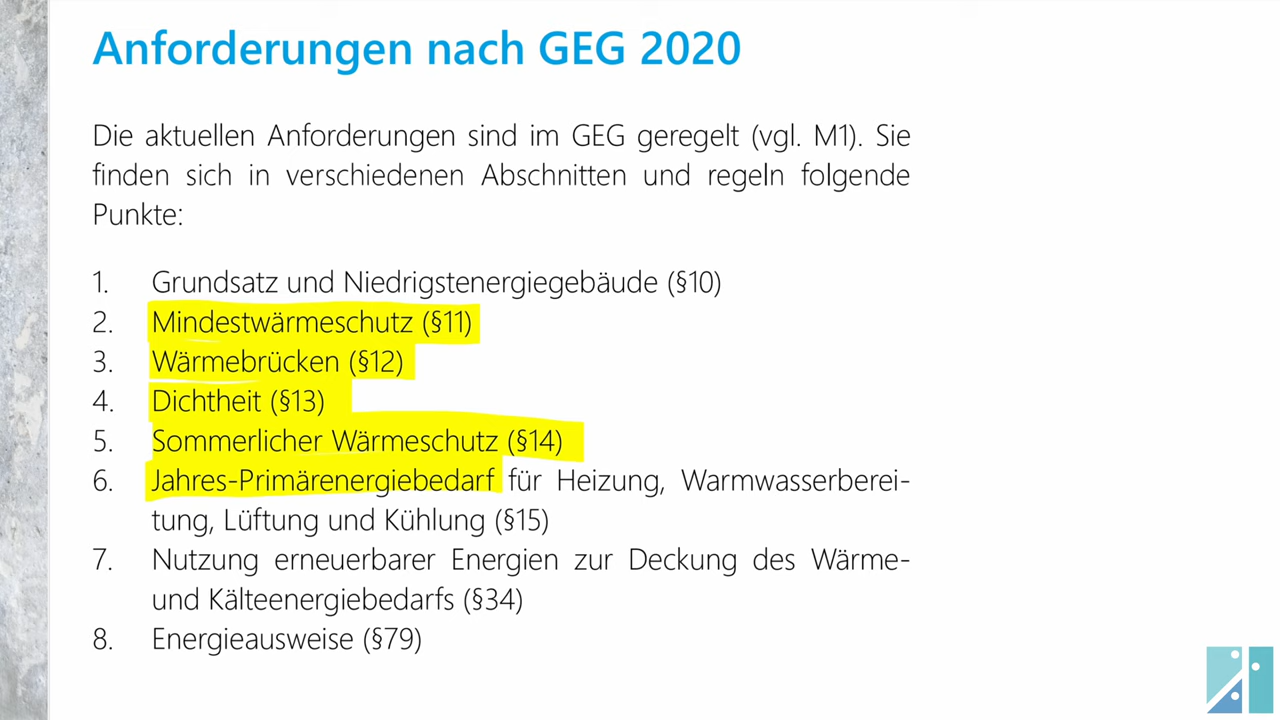 Anforderungen nach GEG 2020
Die aktuellen Anforderungen sind im GEG geregelt (vgl. M1). Sie
finden sich in verschiedenen Abschnitten und regeln folgende
Punkte:
1. Grundsatz und Niedrigstenergiegebäude (§10)
2. Mindestwärmeschutz (§11)
3. Wärmebrücken (§12)
4. Dichtheit (§13)
5. Sommerlicher Wärmeschutz (§14)
6. Jahres-Primärenergiebedarf für Heizung, Warmwasserberei-
tung, Lüftung und Kühlung (§15)
7. Nutzung erneuerbarer Energien zur Deckung des Wärme-
und Kälteenergiebedarfs (§34)
8. Energieausweise (§79)